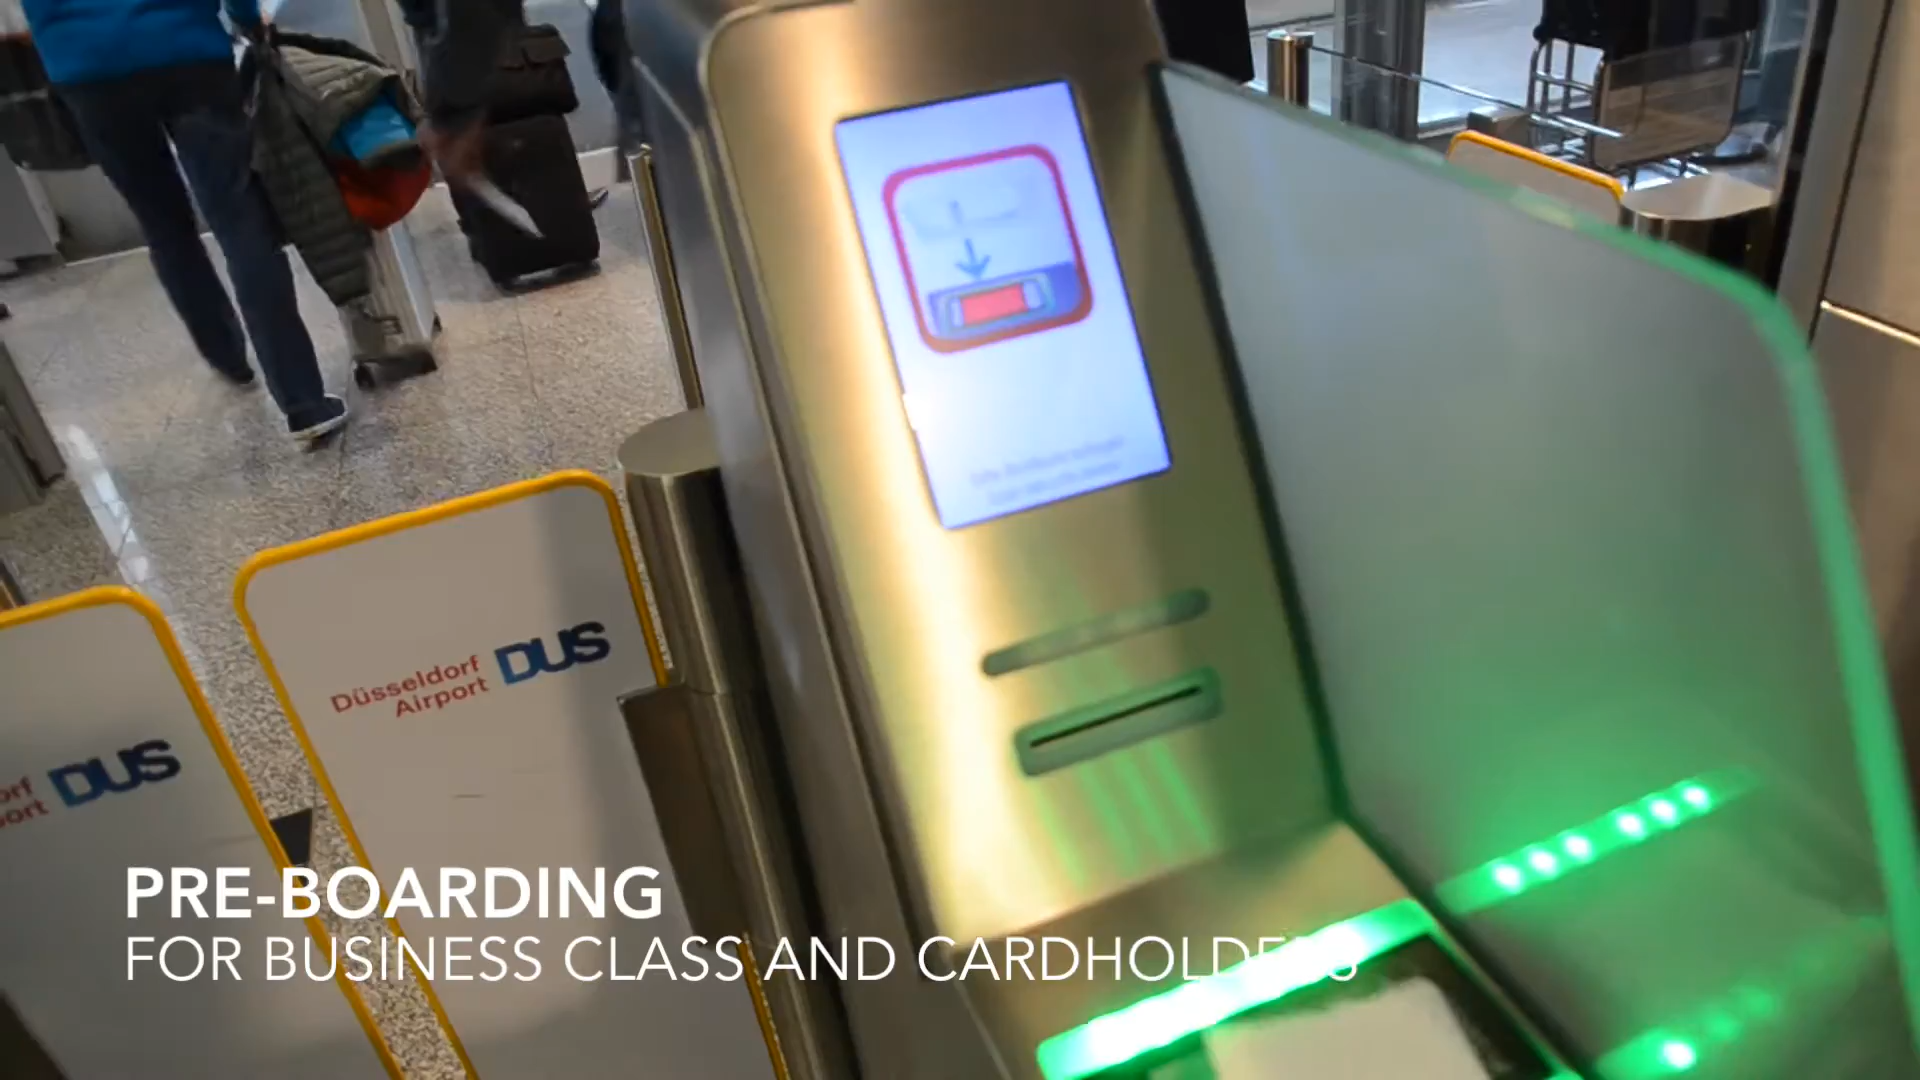 Düsseldorf
Airport
DUS
DUS
PRE-BOARDING
FOR BUSINESS CLASS AND CARDHOLDERS